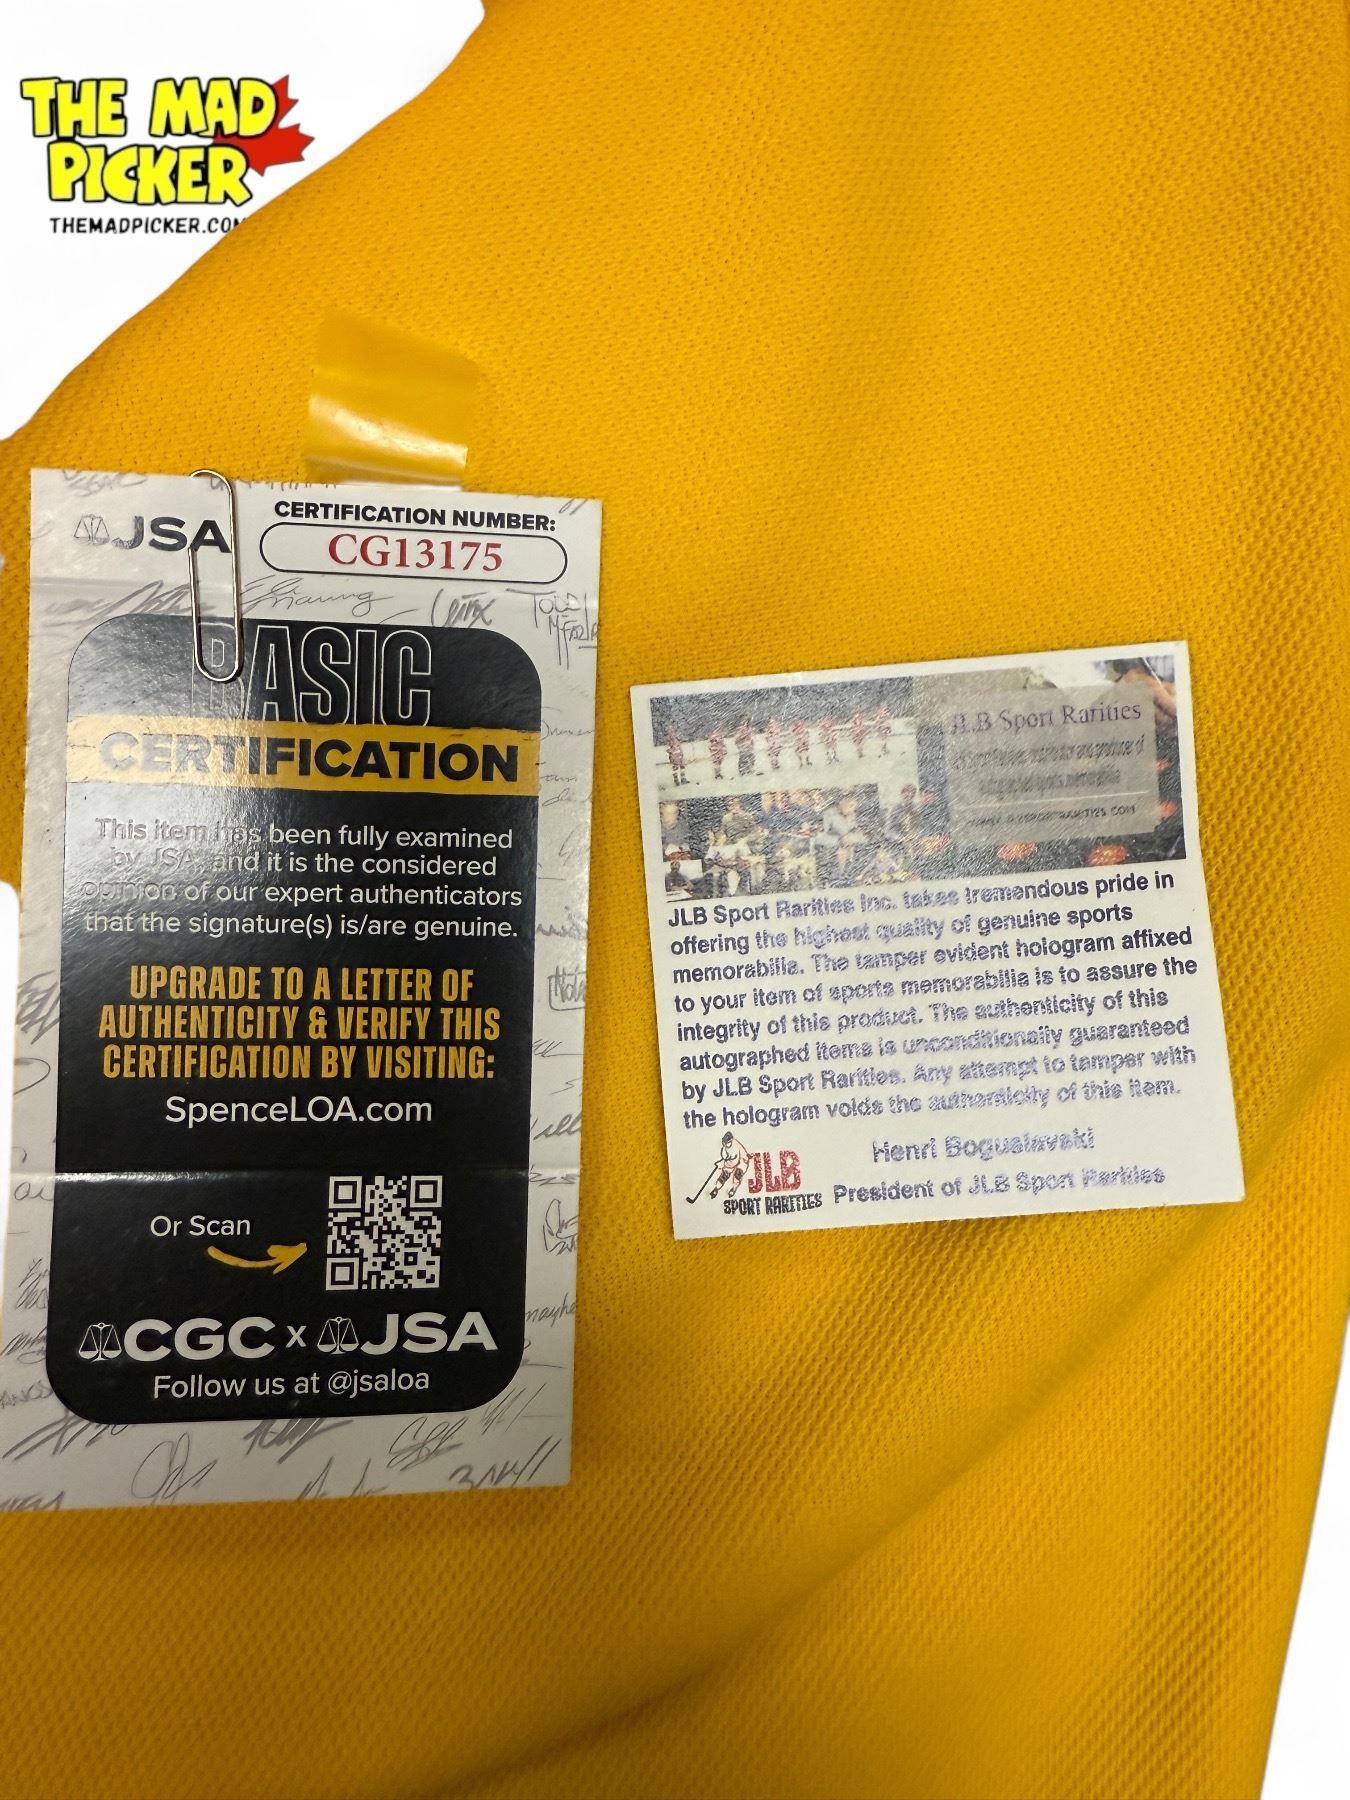 THE MAD
PICKER
THEMADPICKER.COM
JSA
CERTIFICATION NUMBER:
CG13175
BASIC
CERTIFICATION
This item has been fully examined
by JSA, and it is the considered
opinion of our expert authenticators
that the signature(s) is/are genuine.
UPGRADE TO A LETTER OF
AUTHENTICITY & VERIFY THIS
CERTIFICATION BY VISITING:
SpenceLOA.com
Or Scan
CGC x JSA
Follow us at @jsaloa
JLB Sport Rarities
JLB Sport Rarities Inc. takes tremendous pride in
offering the highest quality of genuine sports
memorabilia. The tamper evident hologram affixed
to your item of sports memorabilia is to assure the
integrity of this product. The authenticity of this
autographed items is unconditionally guaranteed
by JLB Sport Rarities. Any attempt to tamper with
the hologram voids the authenticity of this item.
Henri Boguslavski
President of JLB Sport Rarities
JLB
SPORT RARITIES